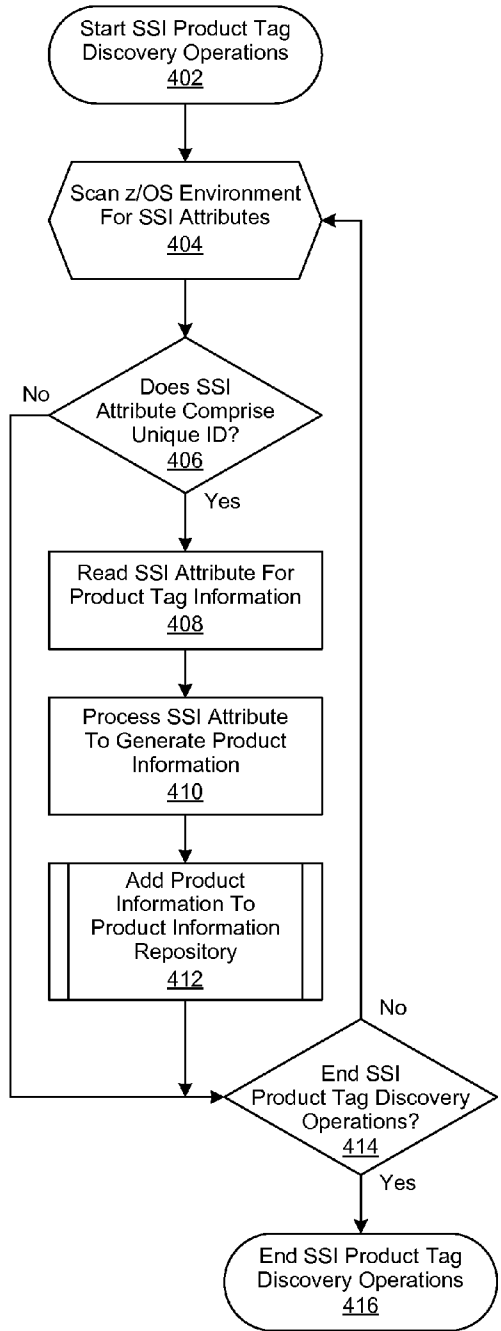 Start SSI Product Tag
Discovery Operations
402
Scan z/OS Environment
For SSI Attributes
404
No
Does SSI
Attribute Comprise
Unique ID?
406
Yes
Read SSI Attribute For
Product Tag Information
408
Process SSI Attribute
To Generate Product
Information
410
Add Product
Information To
Product Information
Repository
412
No
End SSI
Product Tag Discovery
Operations?
414
Yes
End SSI Product Tag
Discovery Operations
416